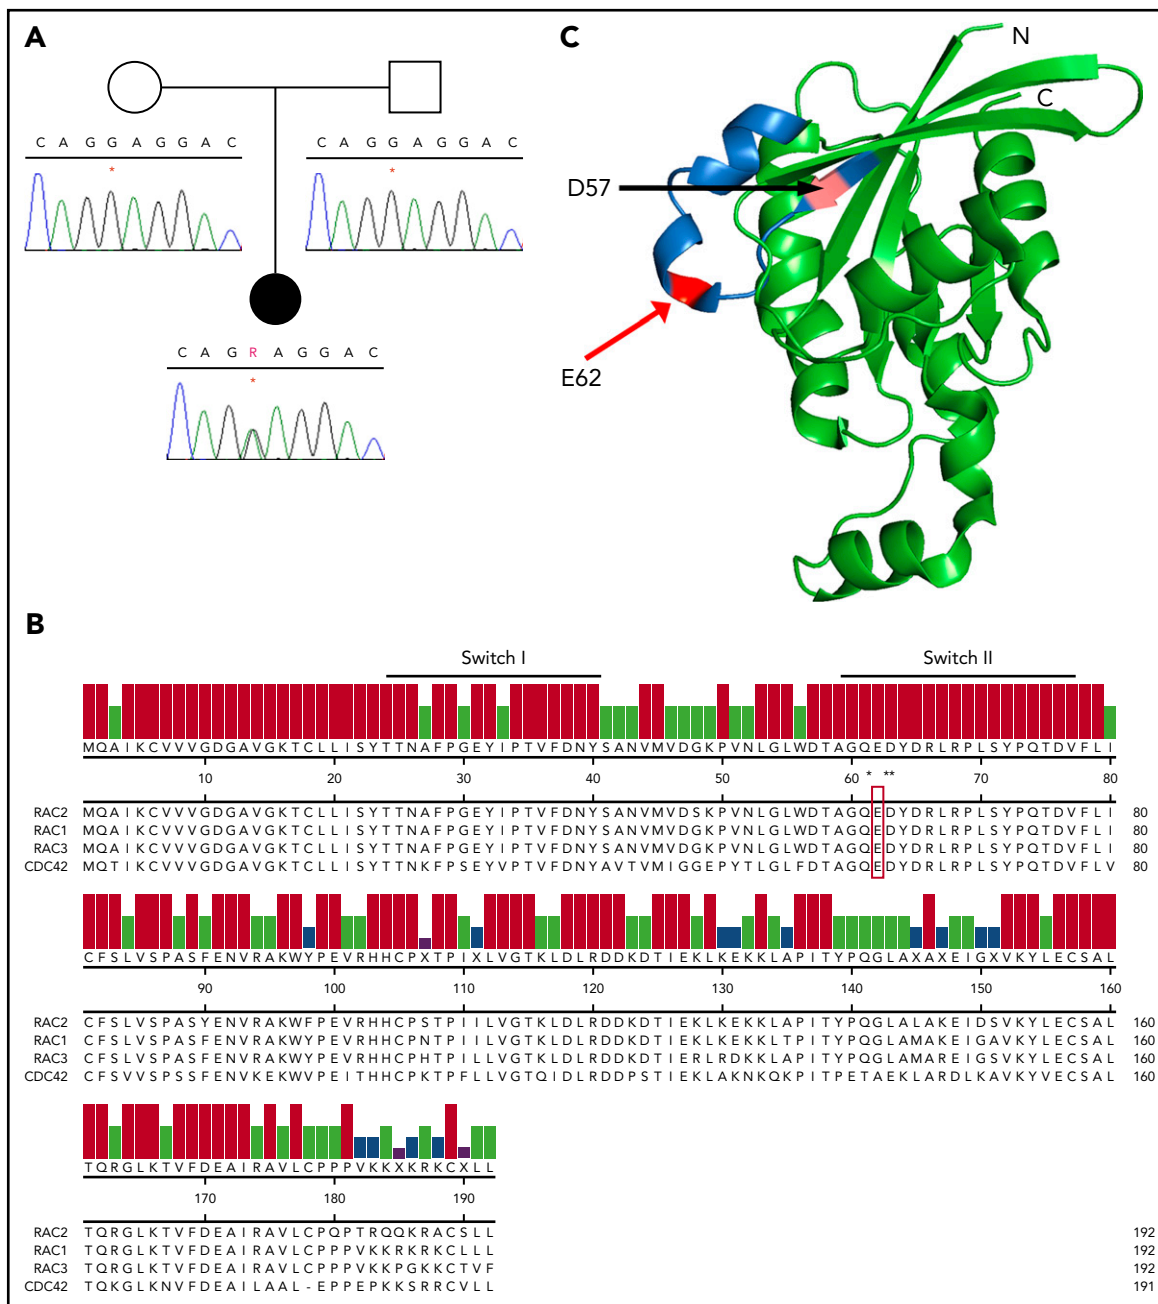 A
C A G G A G G A C
*
C A G G A G G A C
*
C A G R A G G A C
*
C
N
C
D57
E62
B
Switch I
Switch II
MQAIKCVVVGDGAVGKTCLLISYTTNAFPGEYIPTVFDNYSANVMVDGKPVNLGLWDTAGQEDYDRLRPLSYPQTDVFLI
10 20 30 40 50 60 70 80
* **
RAC2 MQAIKCVVVGDGAVGKTCLLISYTTNAFPGEYIPTVFDNYSANVMVDSKPVNLGLWDTAGQEDYDRLRPLSYPQTDVFLI 80
RAC1 MQAIKCVVVGDGAVGKTCLLISYTTNAFPGEYIPTVFDNYSANVMVDGKPVNLGLWDTAGQEDYDRLRPLSYPQTDVFLI 80
RAC3 MQAIKCVVVGDGAVGKTCLLISYTTNAFPGEYIPTVFDNYSANVMVDGKPVNLGLWDTAGQEDYDRLRPLSYPQTDVFLI 80
CDC42 MQTIKCVVVGDGAVGKTCLLISYTTNKFPSEYVPTVFDNYAVTVMIGGEPYTLGLFDTAGQEDYDRLRPLSYPQTDVFLV 80
CFSLVSPASFENVRAKWYPEVRHHCPXTPIXLVGTKLDLRDDKDTIEKLKEKKLAPITYPQGLAXAXEIGXVKYLECSAL
90 100 110 120 130 140 150 160
RAC2 CFSLVSPASYENVRAKWFPEVRHHCPSTPIILVGTKLDLRDDKDTIEKLKEKKLAPITYPQGLALAKEIDSVKYLECSAL 160
RAC1 CFSLVSPASFENVRAKWYPEVRHHCPNTPIILVGTKLDLRDDKDTIEKLKEKKLTPITYPQGLAMAKEIGAVKYLECSAL 160
RAC3 CFSLVSPASFENVRAKWYPEVRHHCPHTPILLVGTKLDLRDDKDTIERLRDKKLAPITYPQGLAMAREIGSVKYLECSAL 160
CDC42 CFSVVSPSSFENVKEKWVPEITHHCPKTPFLLVGTQIDLRDDPSTIEKLAKNKQKPITPETAEKLARDLKAVKYVECSAL 160
TQRGLKTVFDEAIRAVLCPPPVKKXKRKCXLL
170 180 190
RAC2 TQRGLKTVFDEAIRAVLCPQPTRQQKRACSLL 192
RAC1 TQRGLKTVFDEAIRAVLCPPPVKKRKRKCLLL 192
RAC3 TQRGLKTVFDEAIRAVLCPPPVKKPGKKCTVF 192
CDC42 TQKGLKNVFDEAILAAL-EPPEPKKSRRCVLL 191